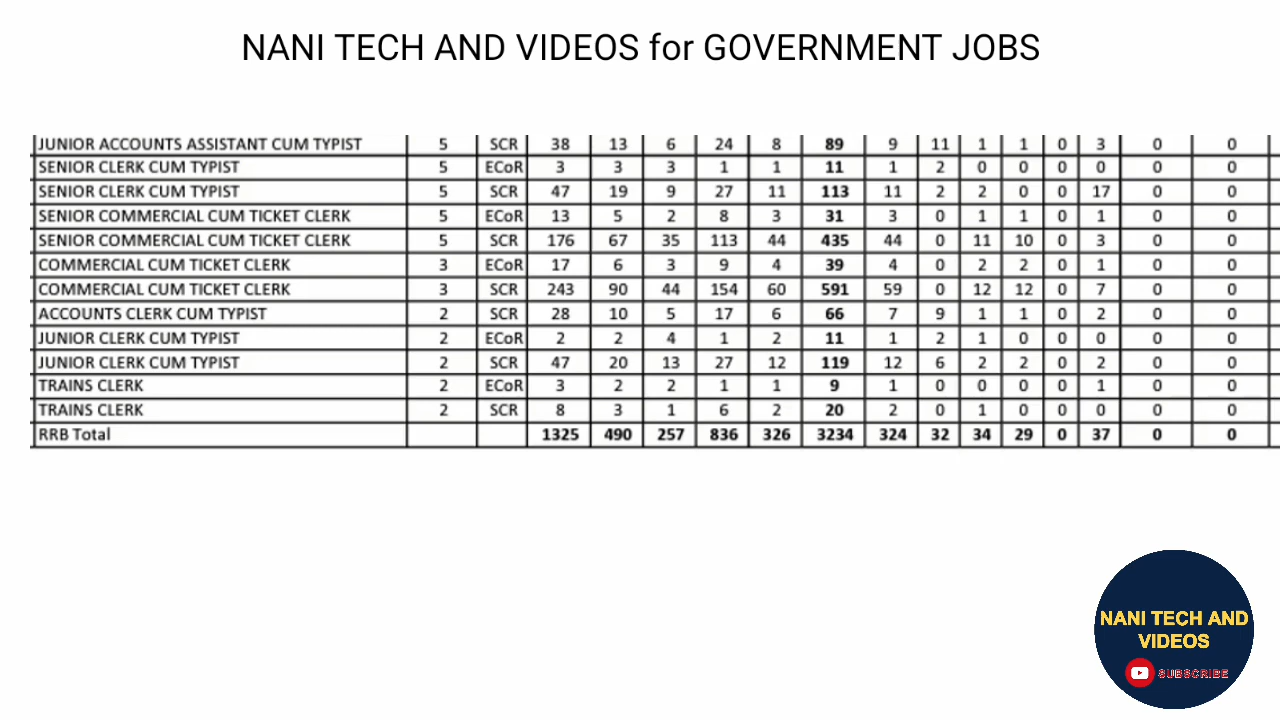 NANI TECH AND VIDEOS for GOVERNMENT JOBS
JUNIOR ACCOUNTS ASSISTANT CUM TYPIST 5 SCR 38 13 6 24 8 89 9 11 1 1 0 3 0 0
SENIOR CLERK CUM TYPIST 5 ECoR 3 3 3 1 1 11 1 2 0 0 0 0 0 0
SENIOR CLERK CUM TYPIST 5 SCR 47 19 9 27 11 113 11 2 2 0 0 17 0 0
SENIOR COMMERCIAL CUM TICKET CLERK 5 ECoR 13 5 2 8 3 31 3 0 1 1 0 1 0 0
SENIOR COMMERCIAL CUM TICKET CLERK 5 SCR 176 67 35 113 44 435 44 0 11 10 0 3 0 0
COMMERCIAL CUM TICKET CLERK 3 ECoR 17 6 3 9 4 39 4 0 2 2 0 1 0 0
COMMERCIAL CUM TICKET CLERK 3 SCR 243 90 44 154 60 591 59 0 12 12 0 7 0 0
ACCOUNTS CLERK CUM TYPIST 2 SCR 28 10 5 17 6 66 7 9 1 1 0 2 0 0
JUNIOR CLERK CUM TYPIST 2 ECoR 2 2 4 1 2 11 1 2 1 0 0 0 0 0
JUNIOR CLERK CUM TYPIST 2 SCR 47 20 13 27 12 119 12 6 2 2 0 2 0 0
TRAINS CLERK 2 ECoR 3 2 2 1 1 9 1 0 0 0 0 1 0 0
TRAINS CLERK 2 SCR 8 3 1 6 2 20 2 0 1 0 0 0 0 0
RRB Total 1325 490 257 836 326 3234 324 32 34 29 0 37 0 0
NANI TECH AND
VIDEOS
SUBSCRIBE